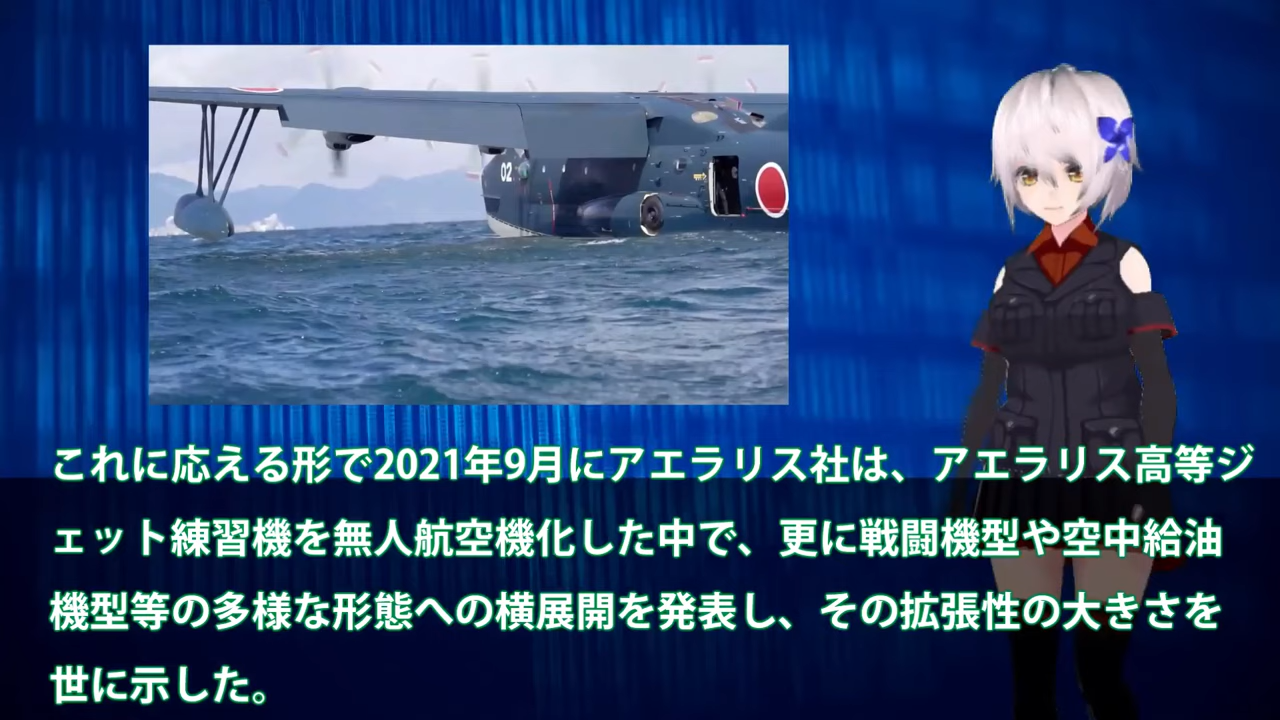 02
これに応える形で2021年9月にアエラリス社は、アエラリス高等ジ
ェット練習機を無人航空機化した中で、更に戦闘機型や空中給油
機型等の多様な形態への横展開を発表し、その拡張性の大きさを
世に示した。